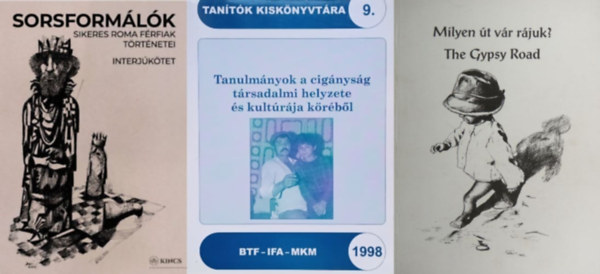 SORSFORMÁLÓK
SIKERES ROMA FÉRFIAK
TÖRTÉNETEI
INTERJÚKÖTET
KINCS
TANÍTÓK KISKÖNYVTÁRA 9.
Tanulmányok a cigányság
társadalmi helyzete
és kultúrája köréből
BTF – IFA – MKM 1998
Milyen út vár rájuk?
The Gypsy Road